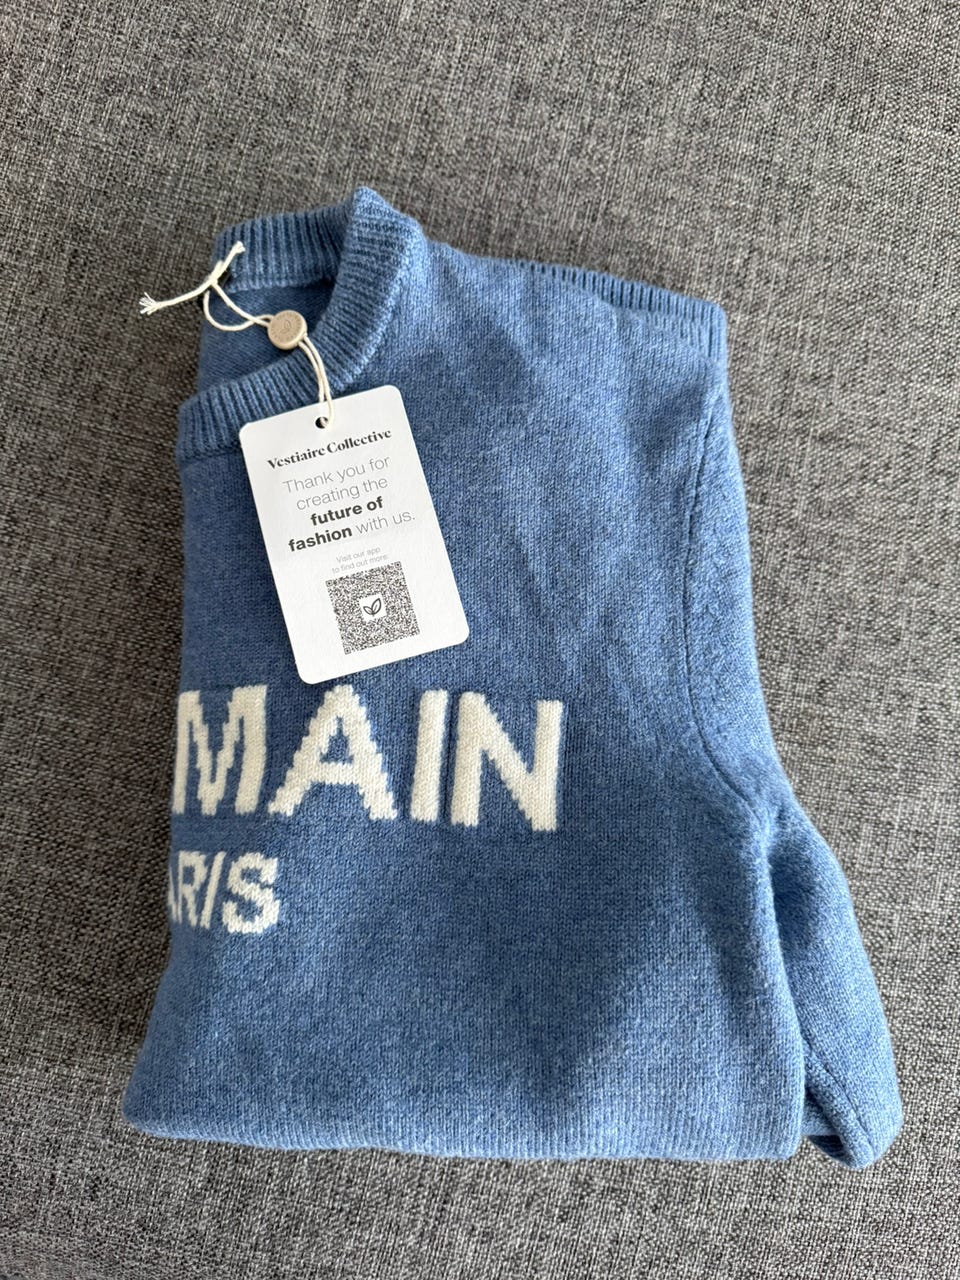 Vestiaire Collective
Thank you for
creating the
future of
fashion with us.
Visit our app
to find out more:
MAIN
ARIS